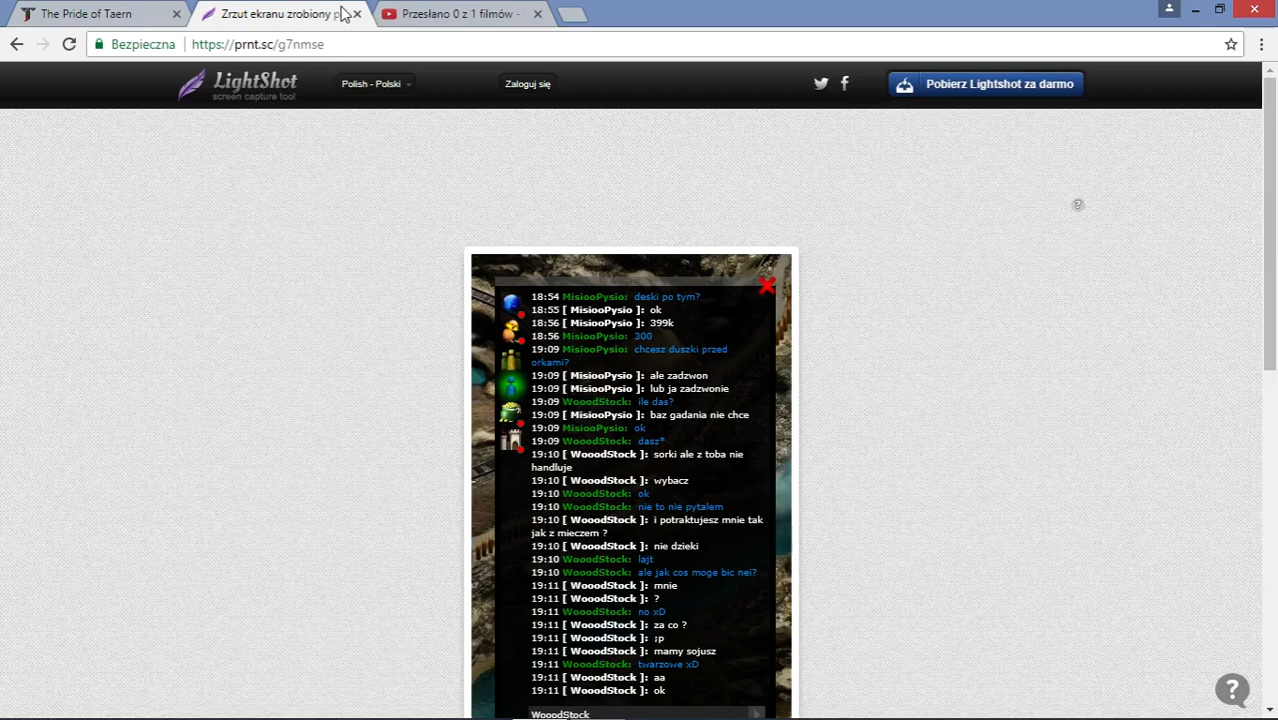 The Pride of Taern
Zrzut ekranu zrobiony p
Przesłano 0 z 1 filmów -
Bezpieczna
https://prnt.sc/g7nmse
LightShot
screen capture tool
Polish - Polski
Zaloguj się
Pobierz Lightshot za darmo
?
18:54 MisiooPysio: deski po tym?
18:55 [ MisiooPysio ]: ok
18:56 [ MisiooPysio ]: 399k
18:56 MisiooPysio: 300
19:09 MisiooPysio: chcesz duszki przed
orkami?
19:09 [ MisiooPysio ]: ale zadzwon
19:09 [ MisiooPysio ]: lub ja zadzwonie
19:09 WooodStock: ile das?
19:09 [ MisiooPysio ]: baz gadania nie chce
19:09 MisiooPysio: ok
19:09 WooodStock: dasz*
19:10 [ WooodStock ]: sorki ale z toba nie
handluje
19:10 [ WooodStock ]: wybacz
19:10 WooodStock: ok
19:10 WooodStock: nie to nie pytalem
19:10 [ WooodStock ]: i potraktujesz mnie tak
jak z mieczem ?
19:10 [ WooodStock ]: nie dzieki
19:10 WooodStock: lajt
19:10 WooodStock: ale jak cos moge bic nei?
19:11 [ WooodStock ]: mnie
19:11 [ WooodStock ]: ?
19:11 WooodStock: no xD
19:11 [ WooodStock ]: za co ?
19:11 [ WooodStock ]: ;p
19:11 [ WooodStock ]: mamy sojusz
19:11 WooodStock: twarzowe xD
19:11 [ WooodStock ]: aa
19:11 [ WooodStock ]: ok
WooodStock
?